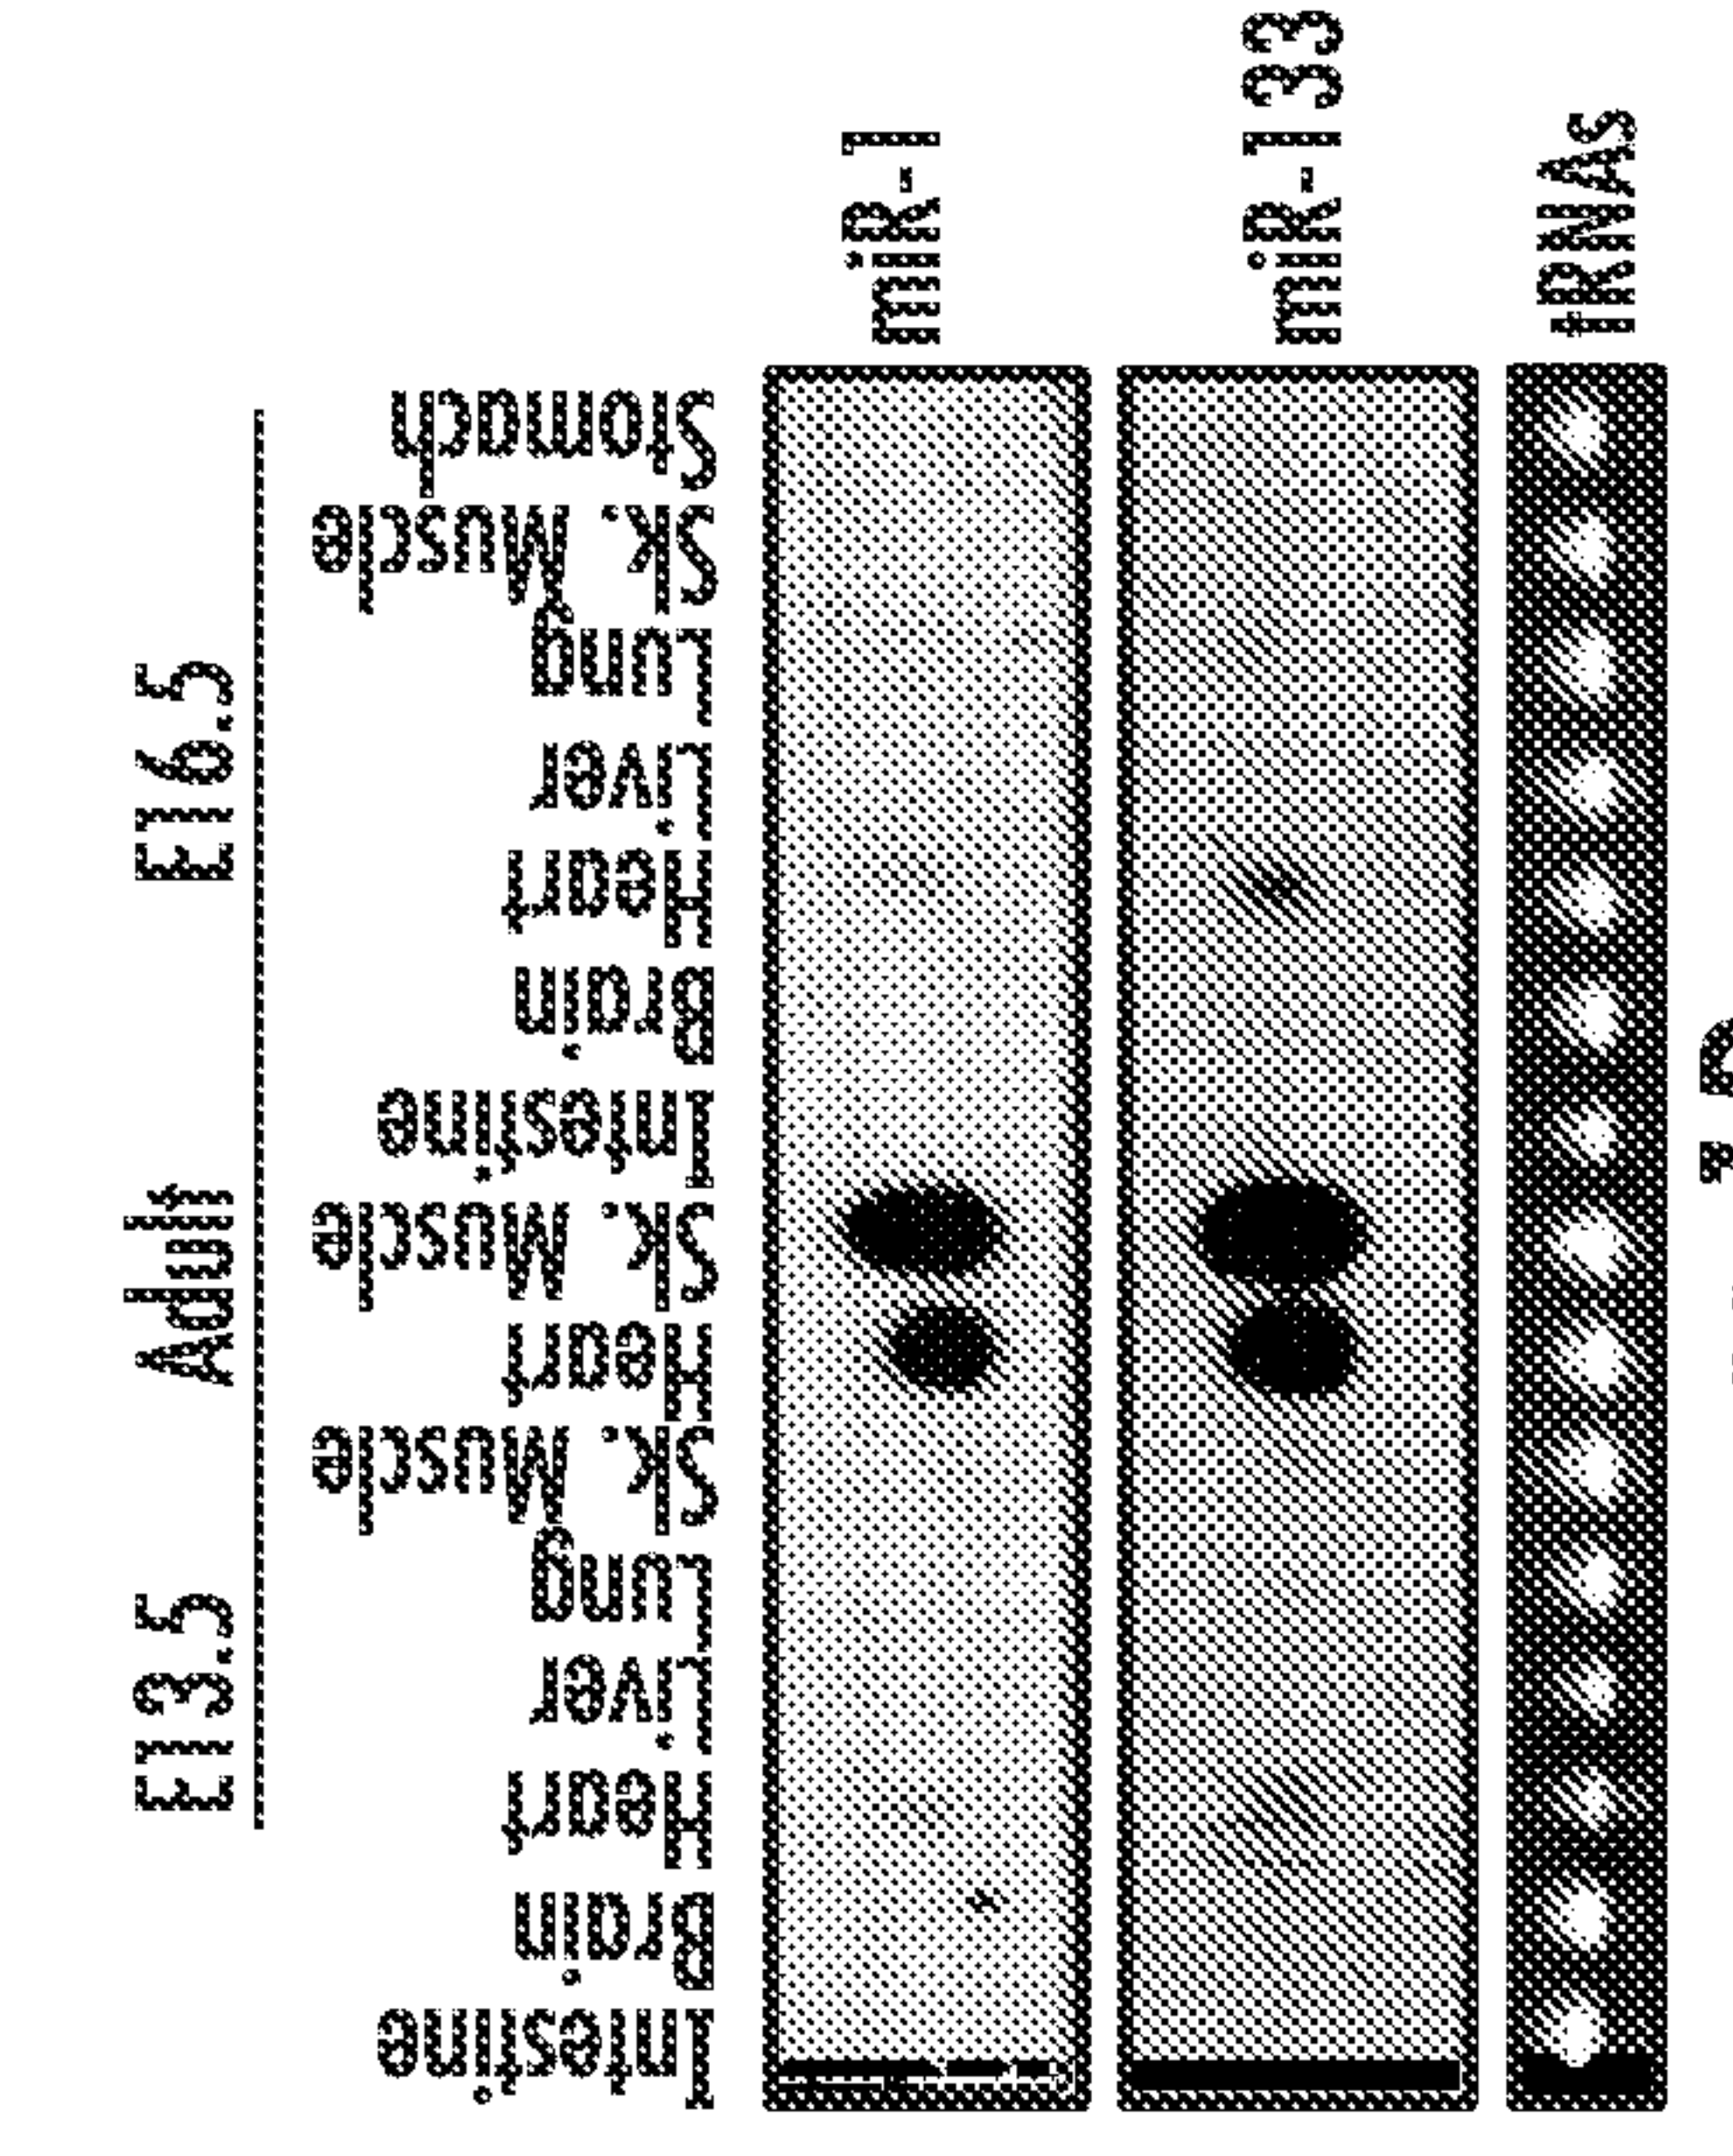 E13.5 Adult E16.5
Intestine
Brain
Heart
Liver
Lung
Sk. Muscle
Heart
Sk. Muscle
Intestine
Brain
Heart
Liver
Lung
Sk. Muscle
Stomach
miR-1
miR-133
tRNAs